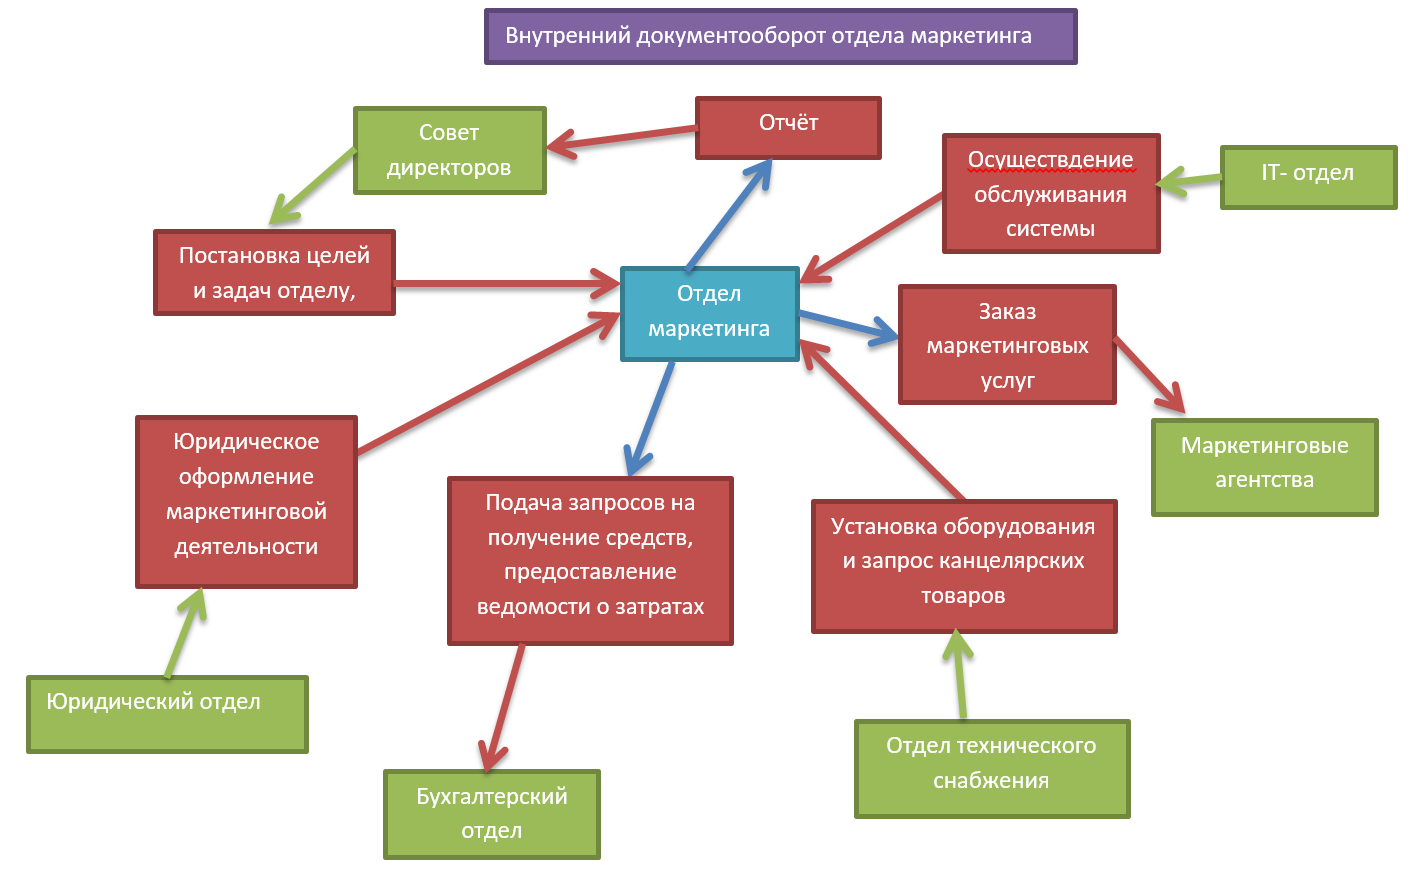 Внутренний документооборот отдела маркетинга
Совет
директоров
Отчёт
Осуществдение
обслуживания
системы
IT- отдел
Постановка целей
и задач отделу,
Отдел
маркетинга
Заказ
маркетинговых
услуг
Юридическое
оформление
маркетинговой
деятельности
Подача запросов на
получение средств,
предоставление
ведомости о затратах
Установка оборудования
и запрос канцелярских
товаров
Маркетинговые
агентства
Юридический отдел
Бухгалтерский
отдел
Отдел технического
снабжения